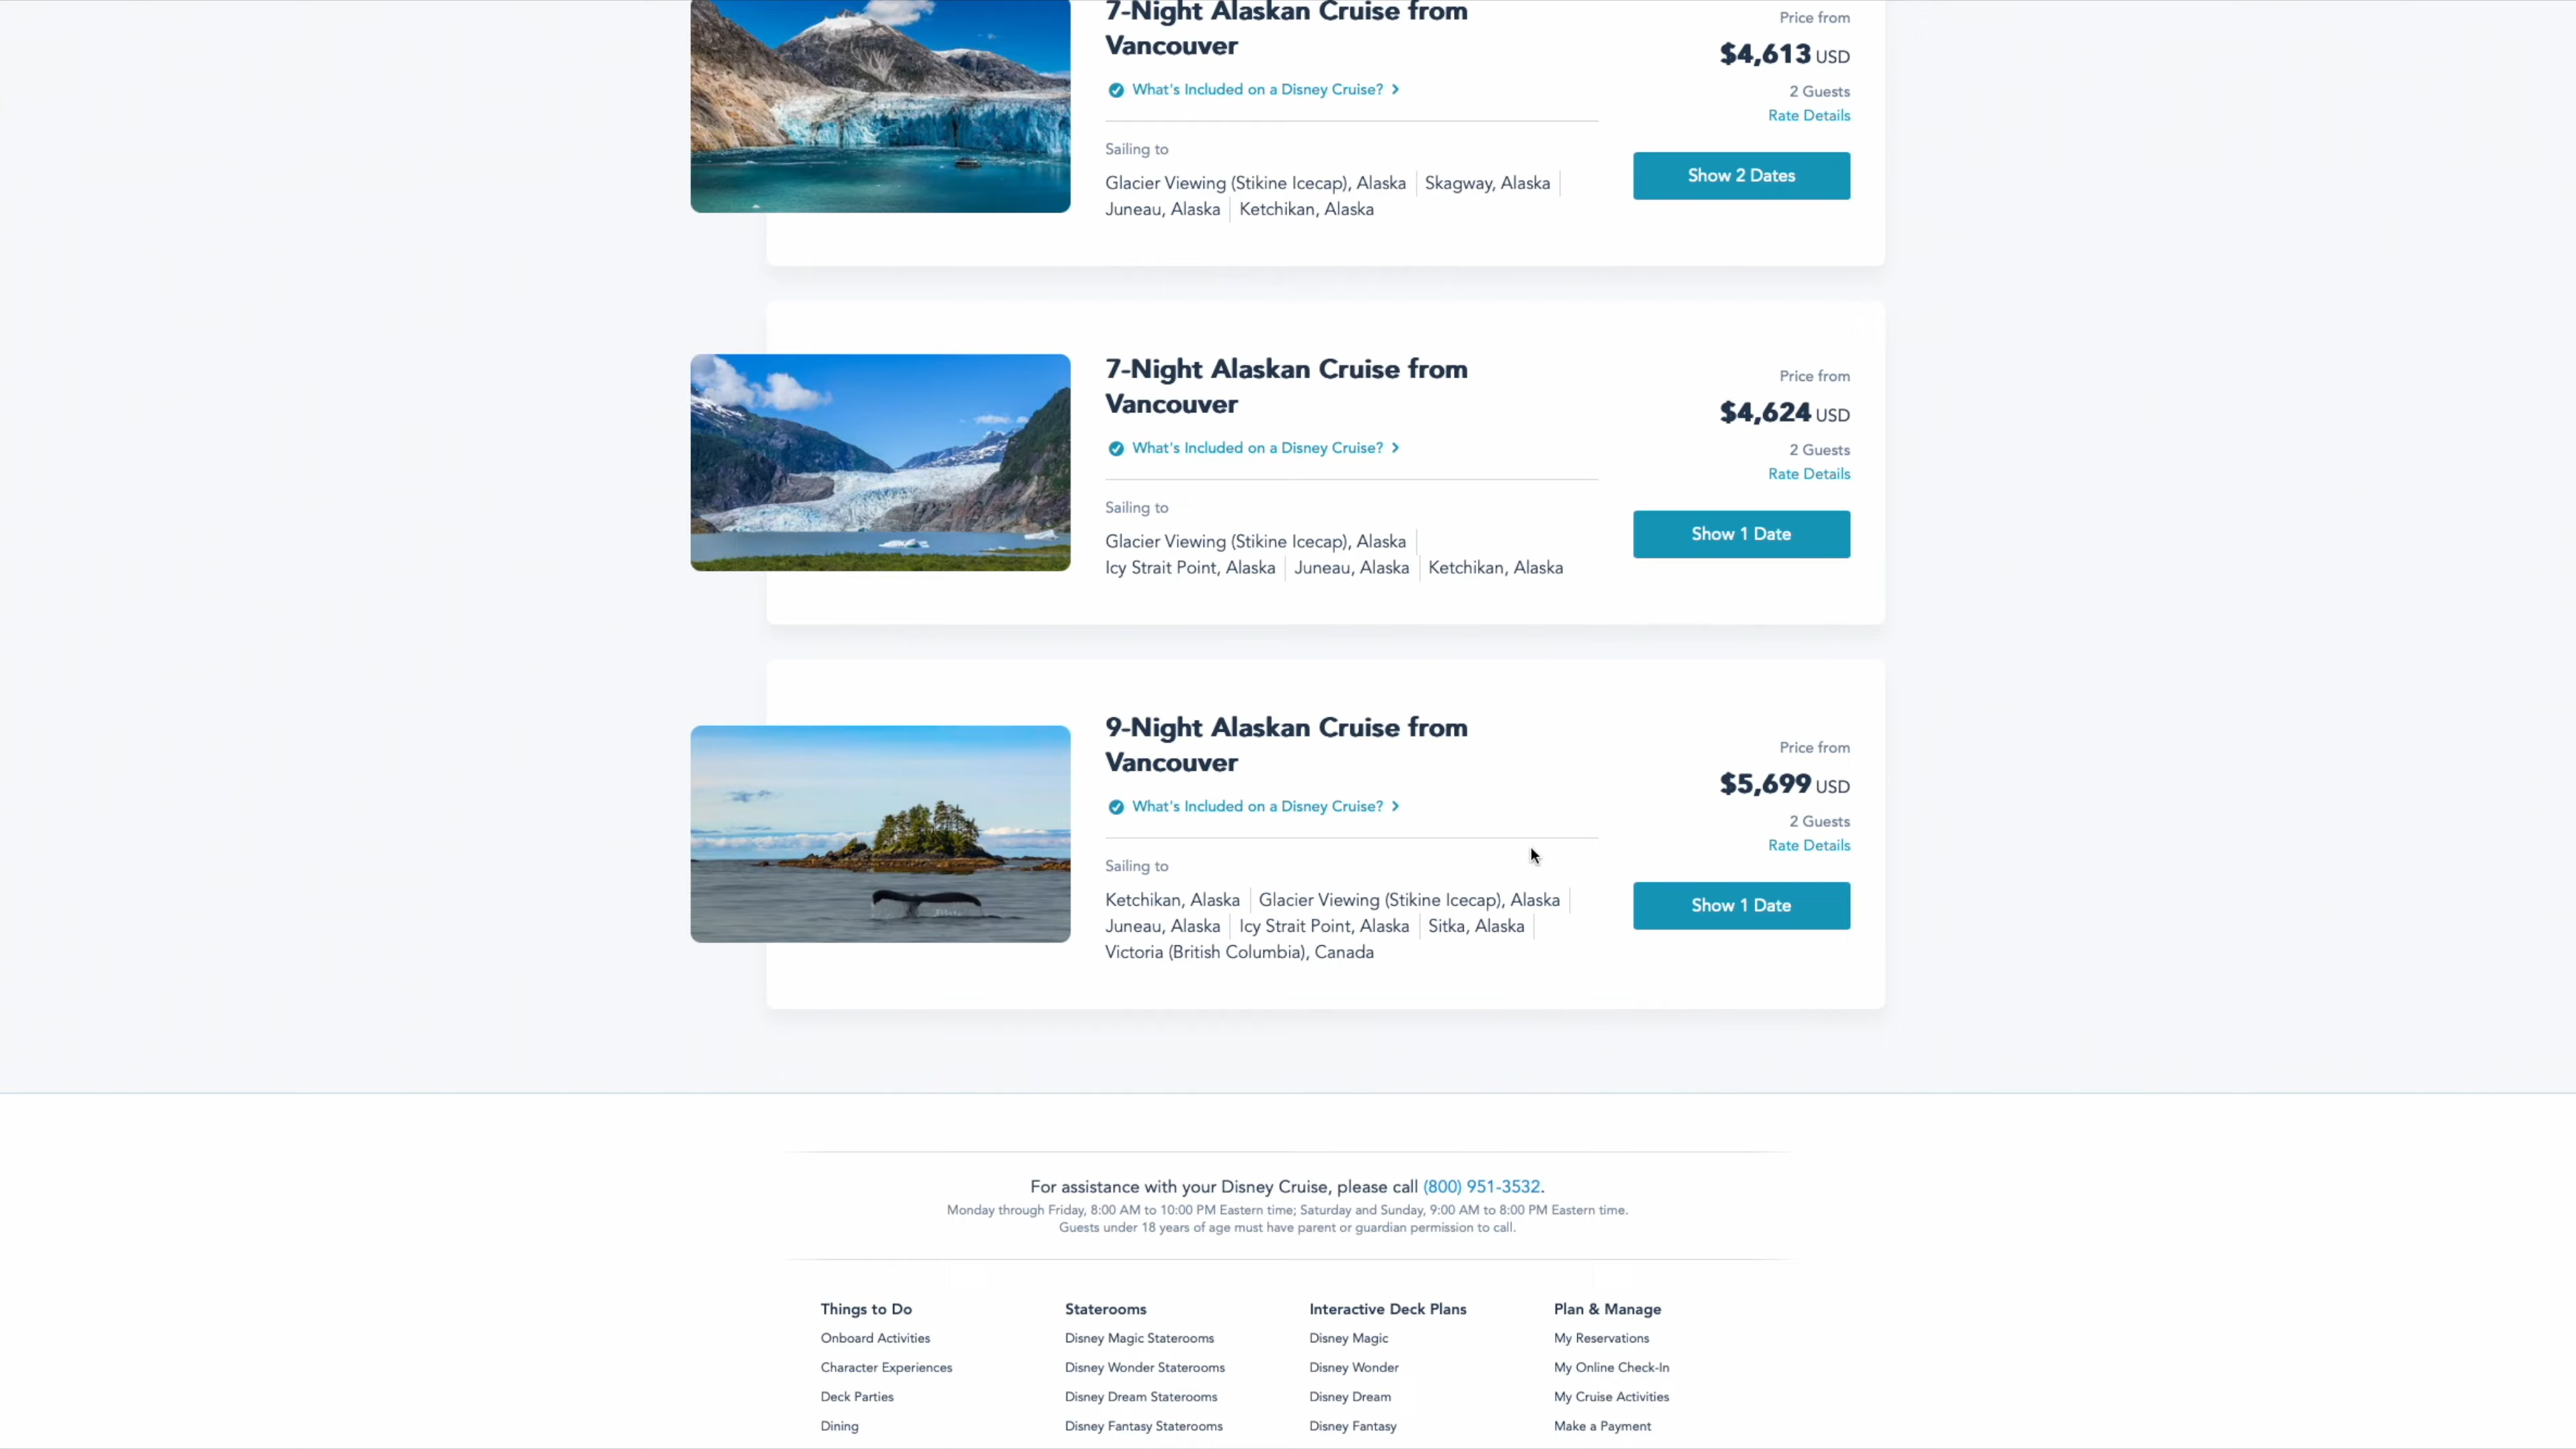 7-Night Alaskan Cruise from
Vancouver
What's Included on a Disney Cruise?
Sailing to
Glacier Viewing (Stikine Icecap), Alaska Skagway, Alaska
Juneau, Alaska Ketchikan, Alaska
Price from
$4,613 USD
2 Guests
Rate Details
Show 2 Dates
7-Night Alaskan Cruise from
Vancouver
What's Included on a Disney Cruise?
Sailing to
Glacier Viewing (Stikine Icecap), Alaska
Icy Strait Point, Alaska Juneau, Alaska Ketchikan, Alaska
Price from
$4,624 USD
2 Guests
Rate Details
Show 1 Date
9-Night Alaskan Cruise from
Vancouver
What's Included on a Disney Cruise?
Sailing to
Ketchikan, Alaska Glacier Viewing (Stikine Icecap), Alaska
Juneau, Alaska Icy Strait Point, Alaska Sitka, Alaska
Victoria (British Columbia), Canada
Price from
$5,699 USD
2 Guests
Rate Details
Show 1 Date
For assistance with your Disney Cruise, please call (800) 951-3532.
Monday through Friday, 8:00 AM to 10:00 PM Eastern time; Saturday and Sunday, 9:00 AM to 8:00 PM Eastern time.
Guests under 18 years of age must have parent or guardian permission to call.
Things to Do
Onboard Activities
Character Experiences
Deck Parties
Dining
Staterooms
Disney Magic Staterooms
Disney Wonder Staterooms
Disney Dream Staterooms
Disney Fantasy Staterooms
Interactive Deck Plans
Disney Magic
Disney Wonder
Disney Dream
Disney Fantasy
Plan & Manage
My Reservations
My Online Check-In
My Cruise Activities
Make a Payment